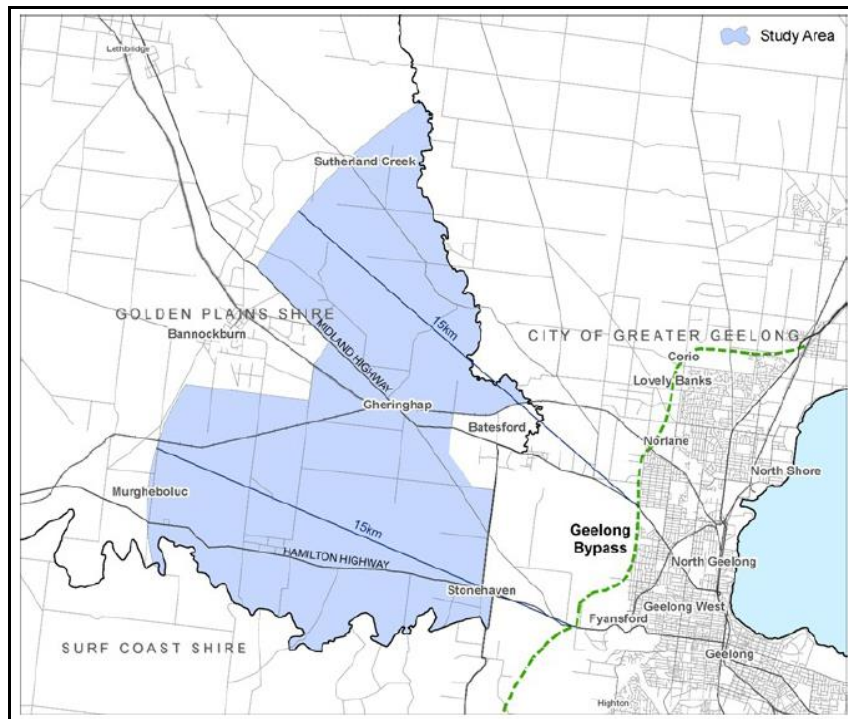 Lethbridge
Study Area
Sutherland Creek
GOLDEN PLAINS SHIRE
Bannockburn
MIDLAND HIGHWAY
15km
CITY OF GREATER GEELONG
Corio
Lovely Banks
Gheringhap
Batesford
Norlane
North Shore
Murgheboluc
15km
Geelong
Bypass
HAMILTON HIGHWAY
Stonehaven
North Geelong
Geelong West
Fyansford
SURF COAST SHIRE
Geelong
Highton